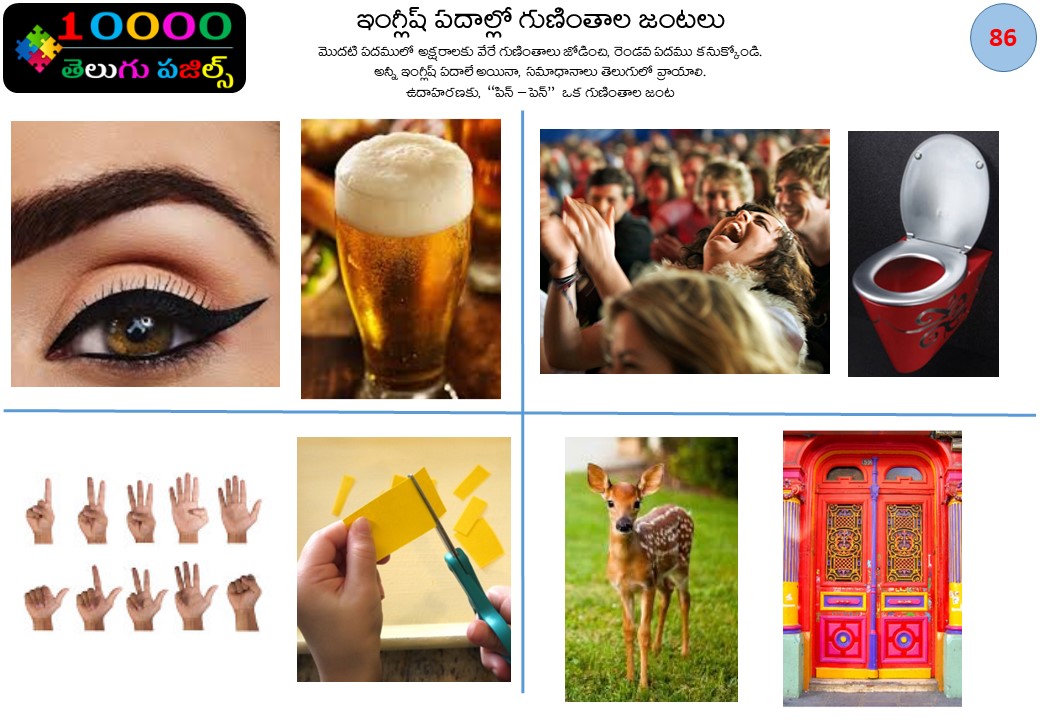 10000
తెలుగు పజిల్స్
ఇంగ్లీష్ పదాల్లో గుణింతాల జంటలు
86
మొదటి పదములో అక్షరాలకు వేరే గుణింతాలు జోడించి, రెండవ పదము కనుక్కోండి.
అన్నీ ఇంగ్లీష్ పదాలే అయినా, సమాధానాలు తెలుగులో వ్రాయాలి.
ఉదాహరణకు, “పిన్ – పెన్” ఒక గుణింతాల జంట